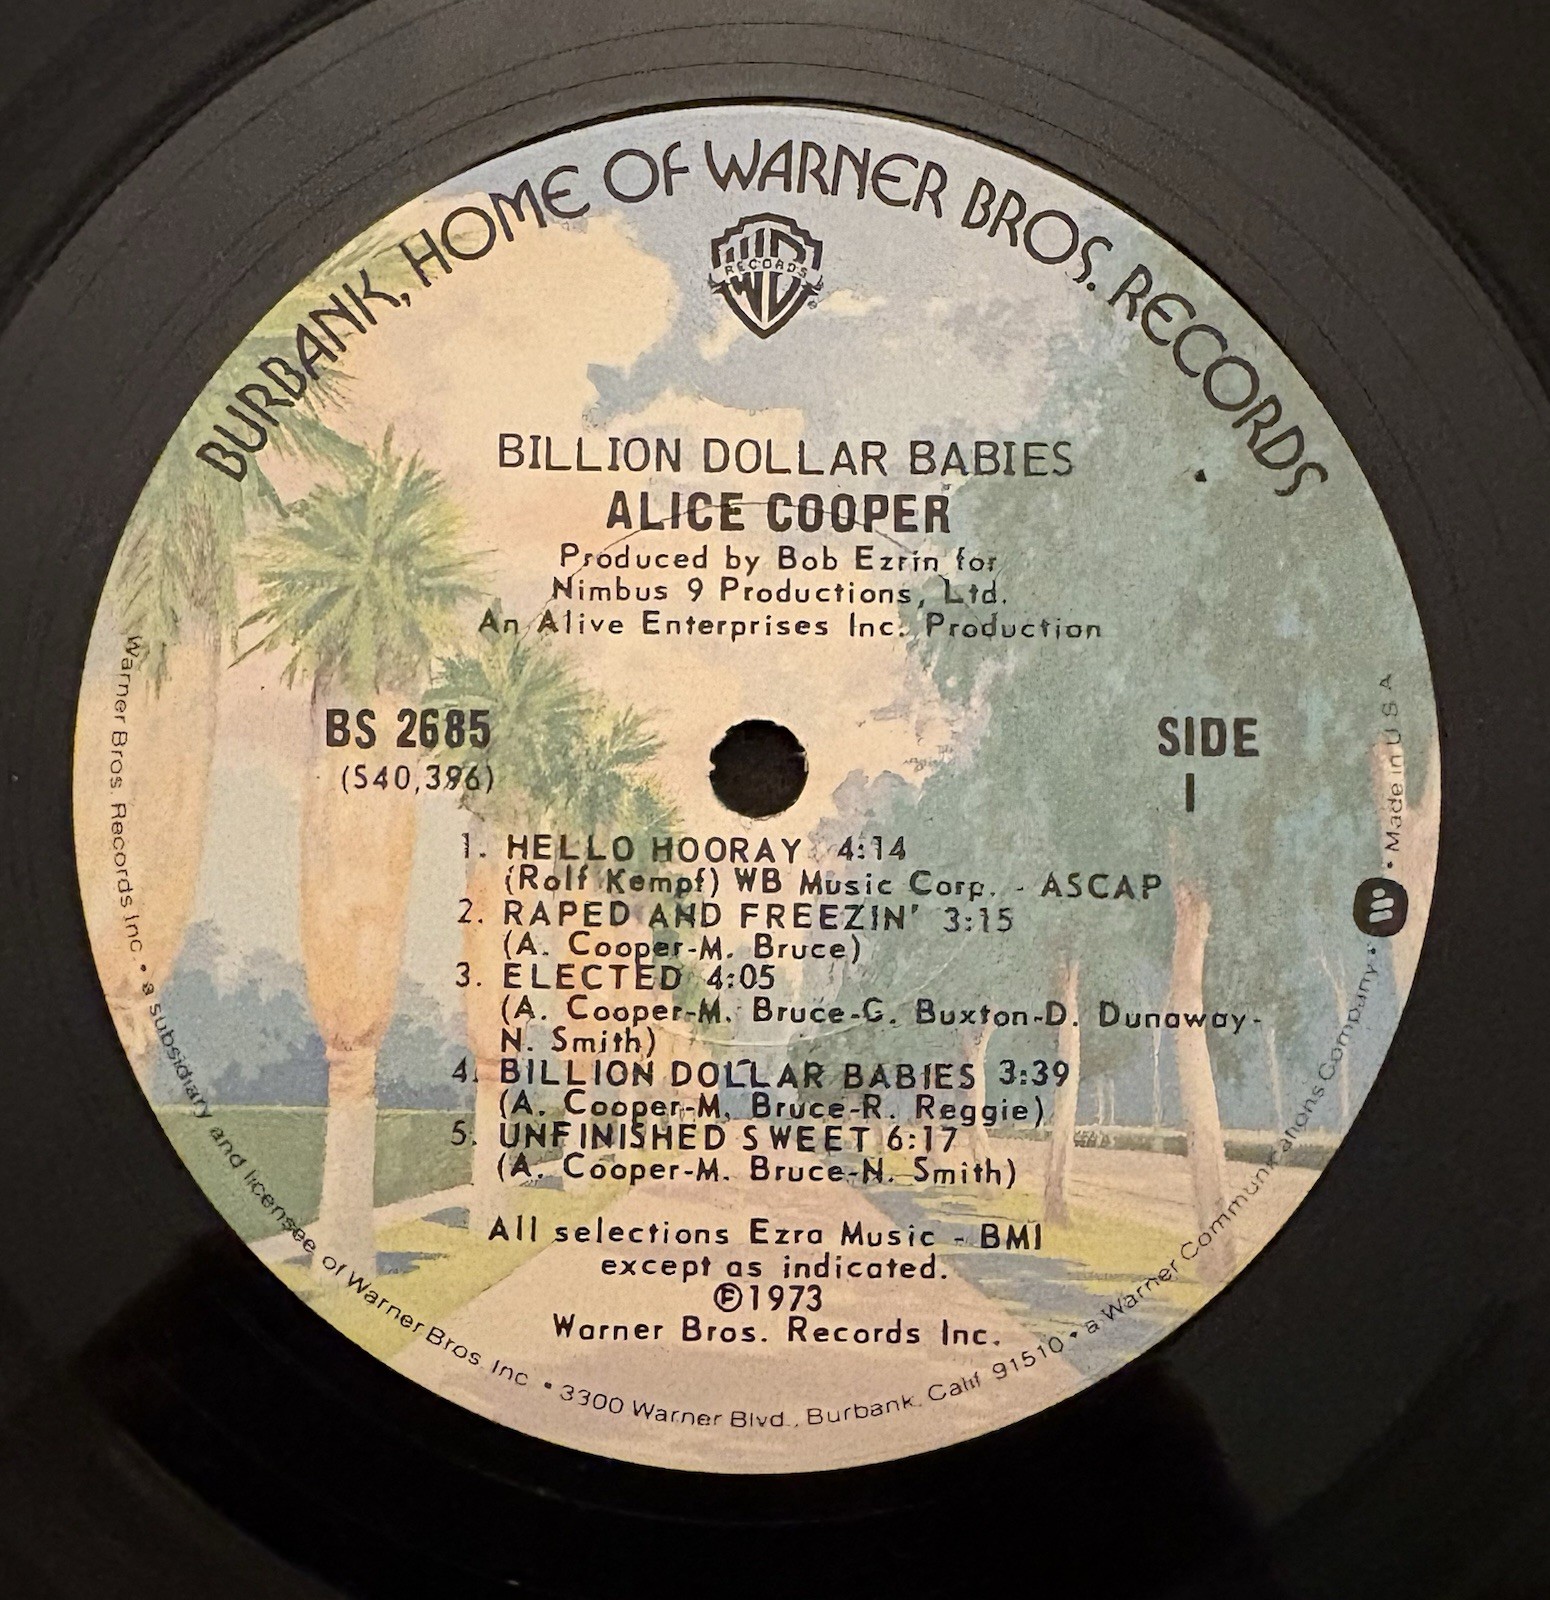 BURBANK, HOME OF WARNER BROS. RECORDS
RECORDS
BILLION DOLLAR BABIES
ALICE COOPER
Produced by Bob Ezrin for
Nimbus 9 Productions, Ltd.
An Alive Enterprises Inc. Production
BS 2685
(S40,396)
SIDE
1
1. HELLO HOORAY 4:14
(Rolf Kempf) WB Music Corp. - ASCAP
2. RAPED AND FREEZIN' 3:15
(A. Cooper-M. Bruce)
3. ELECTED 4:05
(A. Cooper-M. Bruce-G. Buxton-D. Dunaway-
N. Smith)
4. BILLION DOLLAR BABIES 3:39
(A. Cooper-M. Bruce-R. Reggie)
5. UNFINISHED SWEET 6:17
(A. Cooper-M. Bruce-N. Smith)
All selections Ezra Music - BMI
except as indicated.
Ⓟ1973
Warner Bros. Records Inc.
Warner Bros. Records Inc. • a subsidiary and licensee of Warner Bros. Inc. • 3300 Warner Blvd., Burbank, Calif. 91510 • a Warner Communications Company • W • Made in U.S.A.